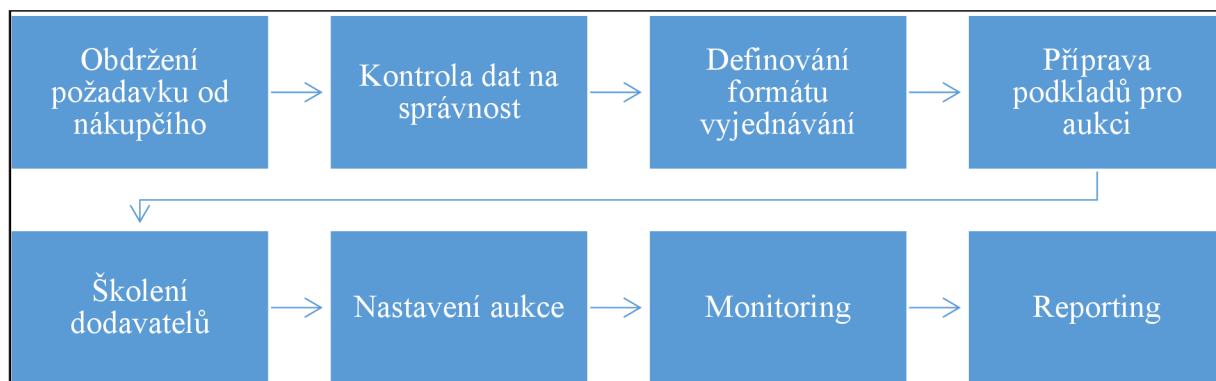 Obdržení
požadavku od
nákupčího
Kontrola dat na
správnost
Definování
formátu
vyjednávání
Příprava
podkladů pro
aukci
Školení
dodavatelů
Nastavení aukce
Monitoring
Reporting